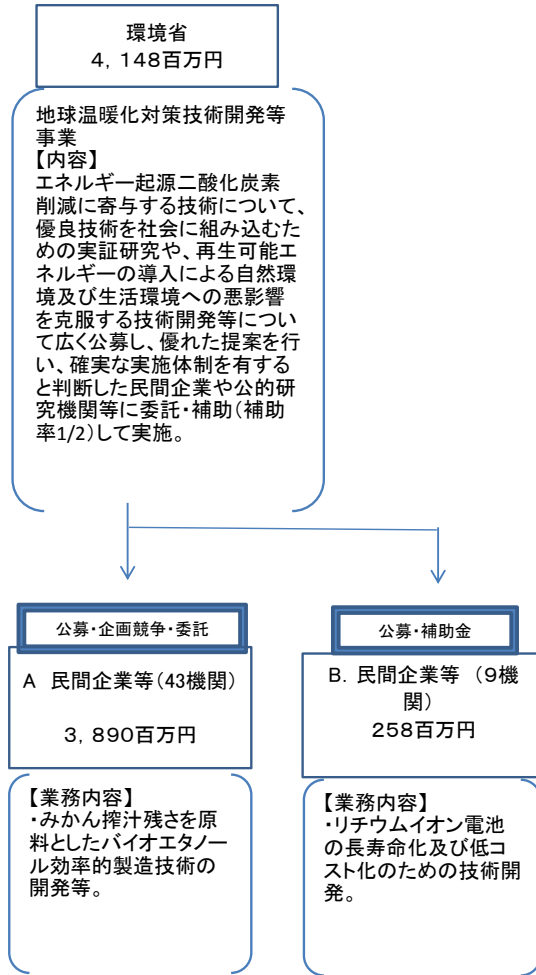 環境省
4，148百万円
地球温暖化対策技術開発等
事業
【内容】
エネルギー起源二酸化炭素
削減に寄与する技術について、
優良技術を社会に組み込むた
めの実証研究や、再生可能エ
ネルギーの導入による自然環
境及び生活環境への悪影響
を克服する技術開発等につい
て広く公募し、優れた提案を行
い、確実な実施体制を有する
と判断した民間企業や公的研
究機関等に委託・補助（補助
率1/2）して実施。
公募・企画競争・委託
A　民間企業等（43機関）
3，890百万円
【業務内容】
・みかん搾汁残さを原
料としたバイオエタノー
ル効率的製造技術の
開発等。
公募・補助金
B．民間企業等　（9機
関）
258百万円
【業務内容】
・リチウムイオン電池
の長寿命化及び低コ
スト化のための技術開
発。